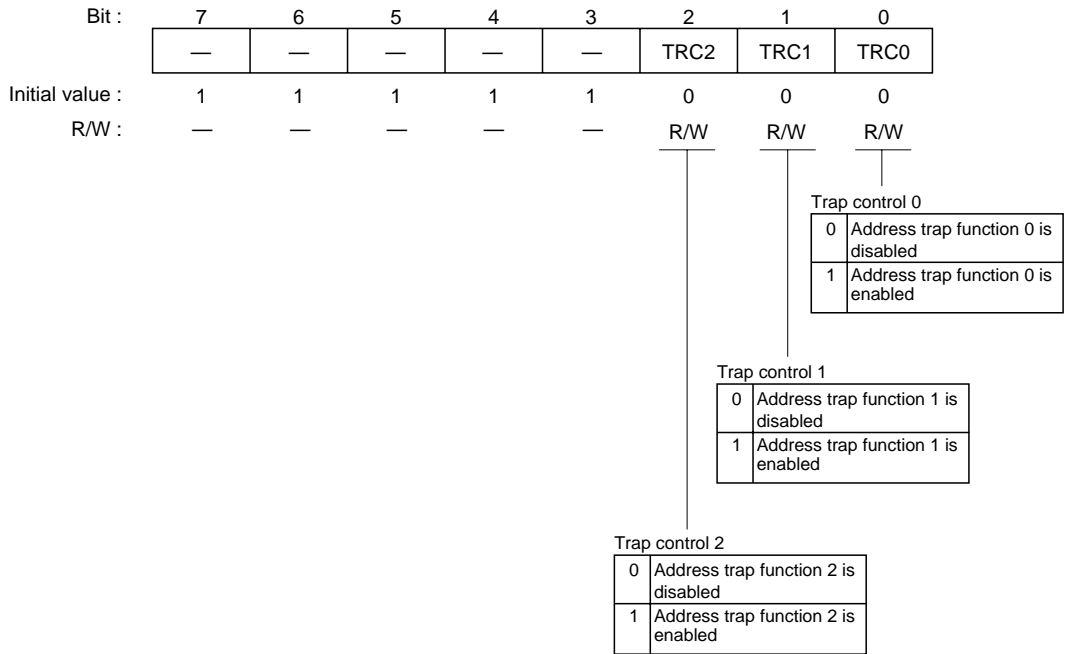 Bit : 7 6 5 4 3 2 1 0
— — — — — TRC2 TRC1 TRC0
Initial value : 1 1 1 1 1 0 0 0
R/W : — — — — — R/W R/W R/W
Trap control 0
0 Address trap function 0 is
disabled
1 Address trap function 0 is
enabled
Trap control 1
0 Address trap function 1 is
disabled
1 Address trap function 1 is
enabled
Trap control 2
0 Address trap function 2 is
disabled
1 Address trap function 2 is
enabled